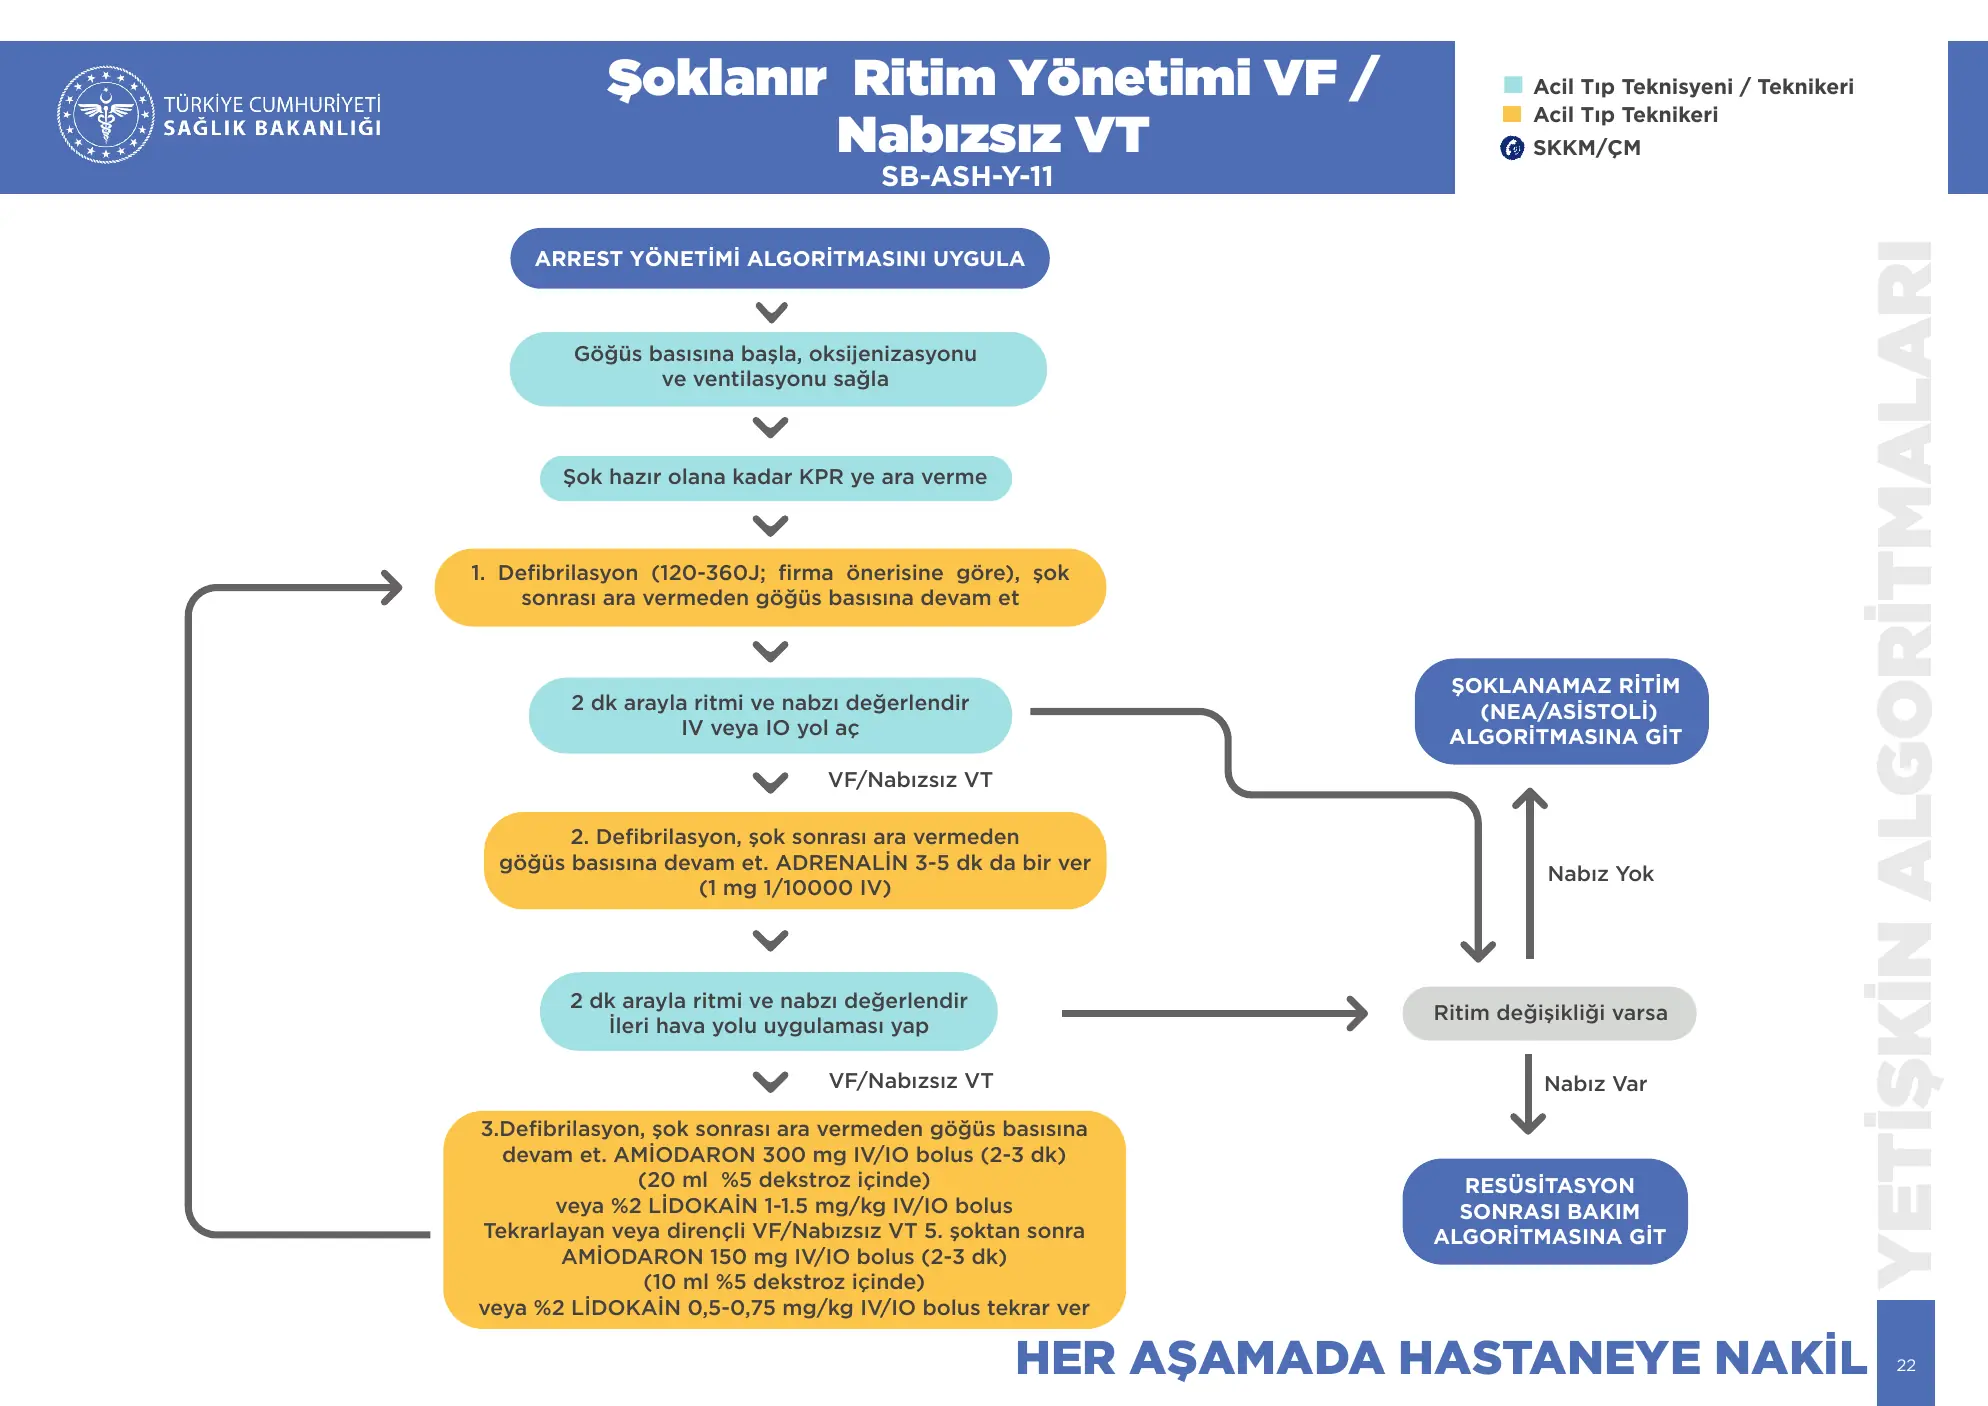 TÜRKİYE CUMHURİYETİ
SAĞLIK BAKANLIĞI
Şoklanır Ritim Yönetimi VF /
Nabızsız VT
SB-ASH-Y-11
Acil Tıp Teknisyeni / Teknikeri
Acil Tıp Teknikeri
SKKM/ÇM
ARREST YÖNETİMİ ALGORİTMASINI UYGULA
Göğüs basısına başla, oksijenizasyonu
ve ventilasyonu sağla
Şok hazır olana kadar KPR ye ara verme
1. Defibrilasyon (120-360J; firma önerisine göre), şok
sonrası ara vermeden göğüs basısına devam et
2 dk arayla ritmi ve nabzı değerlendir
IV veya IO yol aç
VF/Nabızsız VT
2. Defibrilasyon, şok sonrası ara vermeden
göğüs basısına devam et. ADRENALİN 3-5 dk da bir ver
(1 mg 1/10000 IV)
2 dk arayla ritmi ve nabzı değerlendir
İleri hava yolu uygulaması yap
VF/Nabızsız VT
3.Defibrilasyon, şok sonrası ara vermeden göğüs basısına
devam et. AMİODARON 300 mg IV/IO bolus (2-3 dk)
(20 ml %5 dekstroz içinde)
veya %2 LİDOKAİN 1-1.5 mg/kg IV/IO bolus
Tekrarlayan veya dirençli VF/Nabızsız VT 5. şoktan sonra
AMİODARON 150 mg IV/IO bolus (2-3 dk)
(10 ml %5 dekstroz içinde)
veya %2 LİDOKAİN 0,5-0,75 mg/kg IV/IO bolus tekrar ver
ŞOKLANAMAZ RİTİM
(NEA/ASİSTOLİ)
ALGORİTMASINA GİT
Nabız Yok
Ritim değişikliği varsa
Nabız Var
RESÜSİTASYON
SONRASI BAKIM
ALGORİTMASINA GİT
YETİŞKİN ALGORİTMALARI
HER AŞAMADA HASTANEYE NAKİL
22